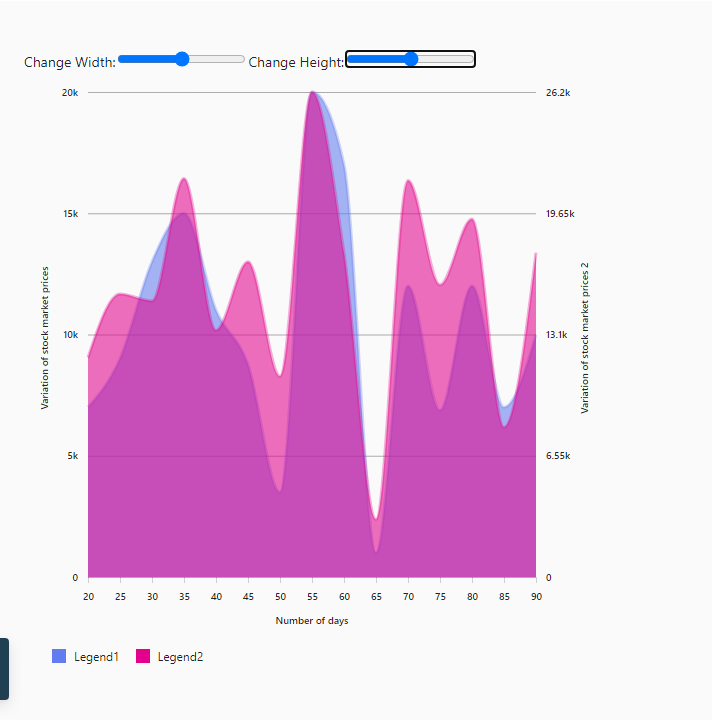 Change Width: Change Height:
20k 26.2k
15k 19.65k
10k 13.1k
5k 6.55k
0 0
Variation of stock market prices
Variation of stock market prices 2
20 25 30 35 40 45 50 55 60 65 70 75 80 85 90
Number of days
Legend1 Legend2